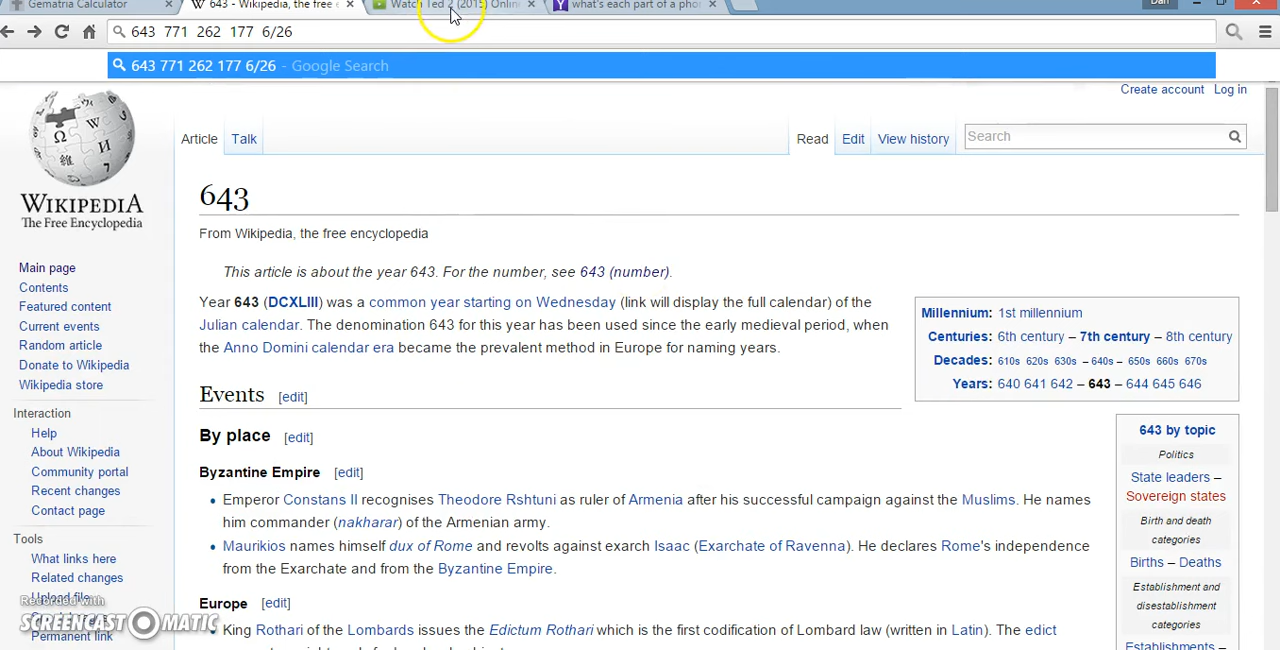 Gematria Calculator
643 - Wikipedia, the free e
Watch Ted 2 (2015) Onlin
what's each part of a pho
Dan
643 771 262 177 6/26
643 771 262 177 6/26 - Google Search
Create account Log in
Article Talk Read Edit View history Search
WIKIPEDIA
The Free Encyclopedia
Main page
Contents
Featured content
Current events
Random article
Donate to Wikipedia
Wikipedia store
Interaction
Help
About Wikipedia
Community portal
Recent changes
Contact page
Tools
What links here
Related changes
Upload file
Recorded with
SCREENCAST-O-MATIC
Permanent link
643
From Wikipedia, the free encyclopedia
This article is about the year 643. For the number, see 643 (number).
Year 643 (DCXLIII) was a common year starting on Wednesday (link will display the full calendar) of the
Julian calendar. The denomination 643 for this year has been used since the early medieval period, when
the Anno Domini calendar era became the prevalent method in Europe for naming years.
Events [edit]
By place [edit]
Byzantine Empire [edit]
• Emperor Constans II recognises Theodore Rshtuni as ruler of Armenia after his successful campaign against the Muslims. He names
him commander (nakharar) of the Armenian army.
• Maurikios names himself dux of Rome and revolts against exarch Isaac (Exarchate of Ravenna). He declares Rome's independence
from the Exarchate and from the Byzantine Empire.
Europe [edit]
• King Rothari of the Lombards issues the Edictum Rothari which is the first codification of Lombard law (written in Latin). The edict
Millennium: 1st millennium
Centuries: 6th century – 7th century – 8th century
Decades: 610s 620s 630s – 640s – 650s 660s 670s
Years: 640 641 642 – 643 – 644 645 646
643 by topic
Politics
State leaders –
Sovereign states
Birth and death
categories
Births – Deaths
Establishment and
disestablishment
categories
Establishments –